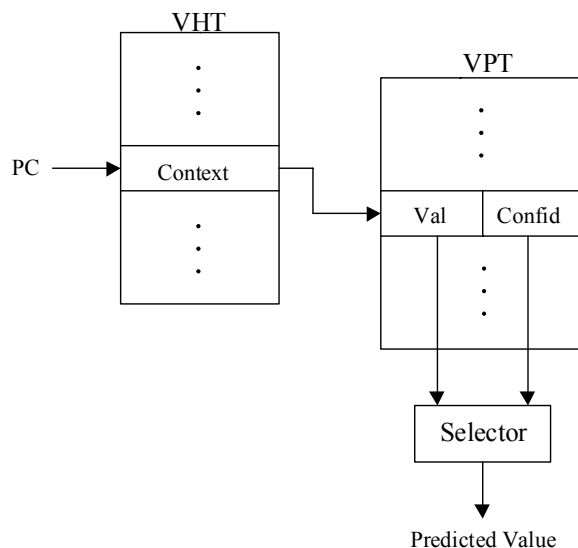 VHT
VPT
PC
Context
Val
Confid
Selector
Predicted Value